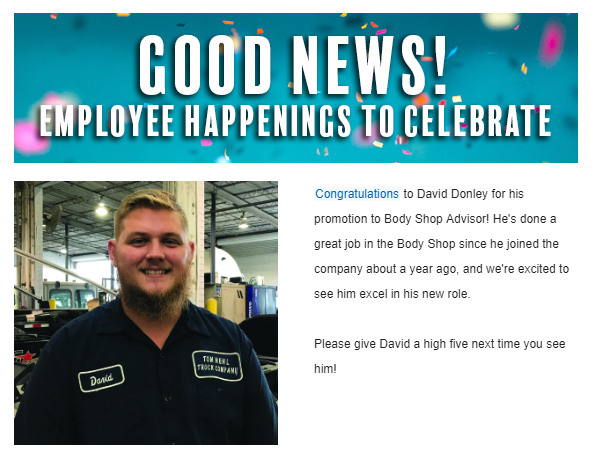 GOOD NEWS!
EMPLOYEE HAPPENINGS TO CELEBRATE
Congratulations to David Donley for his
promotion to Body Shop Advisor! He's done a
great job in the Body Shop since he joined the
company about a year ago, and we're excited to
see him excel in his new role.
Please give David a high five next time you see
him!
David
TOM NEHL
TRUCK COMPANY